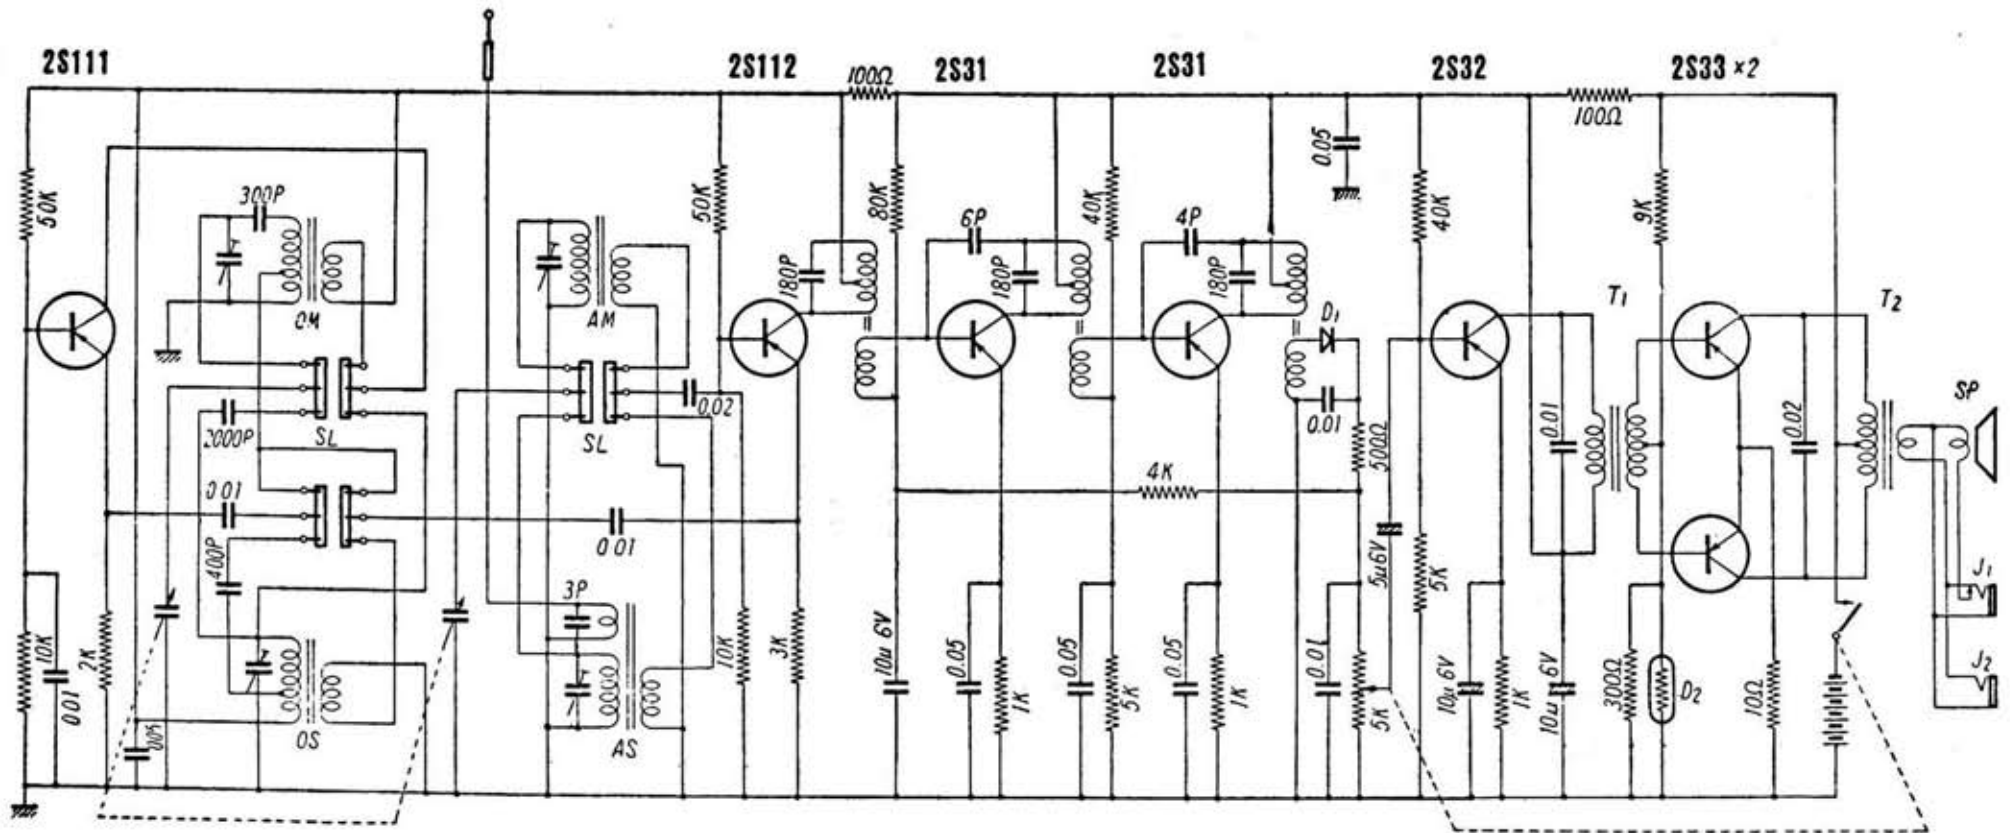 2S111
2S112
2S31
2S31
2S32
2S33 ×2
100Ω
100Ω
50K
300P
OM
AM
50K
180P
80K
6P
180P
40K
4P
180P
D1
0.05
40K
9K
T1
T2
SP
2000P
SL
SL
0.02
0.01
500Ω
0.01
0.02
4K
0 01
400P
0 01
3P
5µ6V
5K
J1
J2
10K
0 01
2K
0.05
OS
AS
10K
3K
10µ 6V
0.05
1K
0.05
5K
0.05
1K
0.01
5K
10µ 6V
1K
10µ 6V
300Ω
D2
10Ω